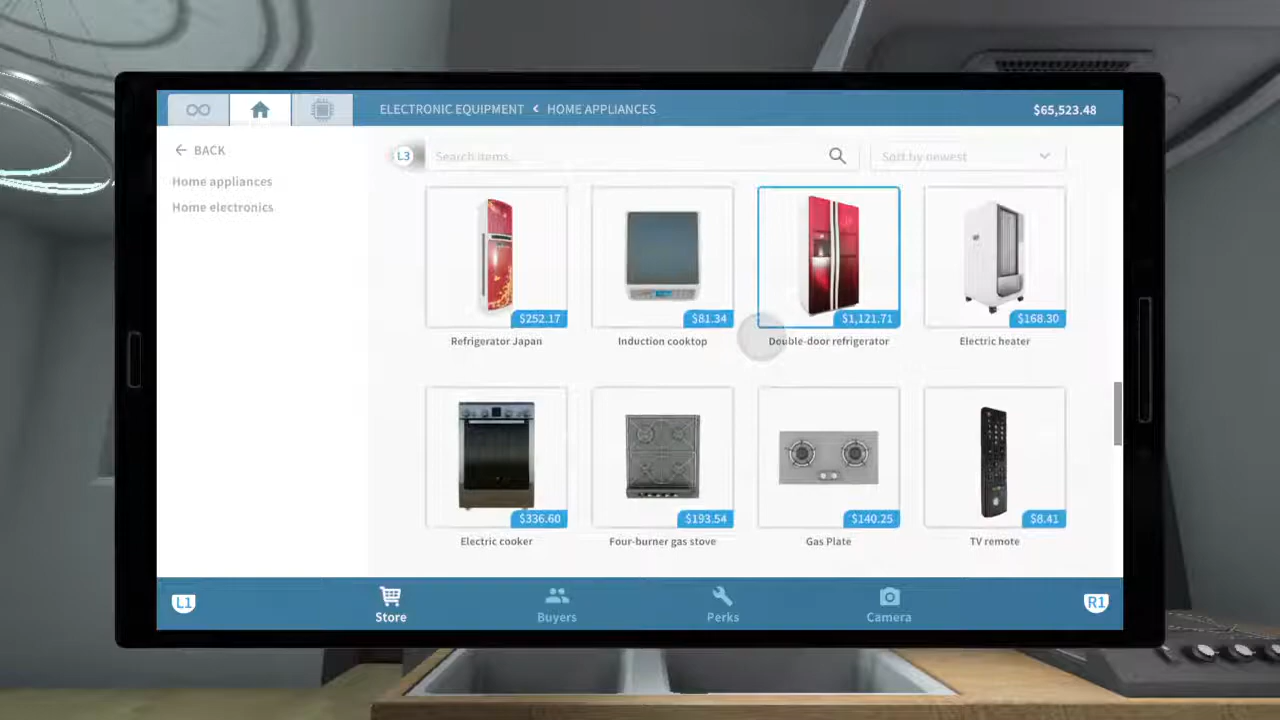 ELECTRONIC EQUIPMENT < HOME APPLIANCES
$65,523.48
BACK
Home appliances
Home electronics
L3
Search items...
Sort by newest
$252.17
$81.34
$1,121.71
$168.30
Refrigerator Japan
Induction cooktop
Double-door refrigerator
Electric heater
$336.60
$193.54
$140.25
$8.41
Electric cooker
Four-burner gas stove
Gas Plate
TV remote
L1
Store
Buyers
Perks
Camera
R1